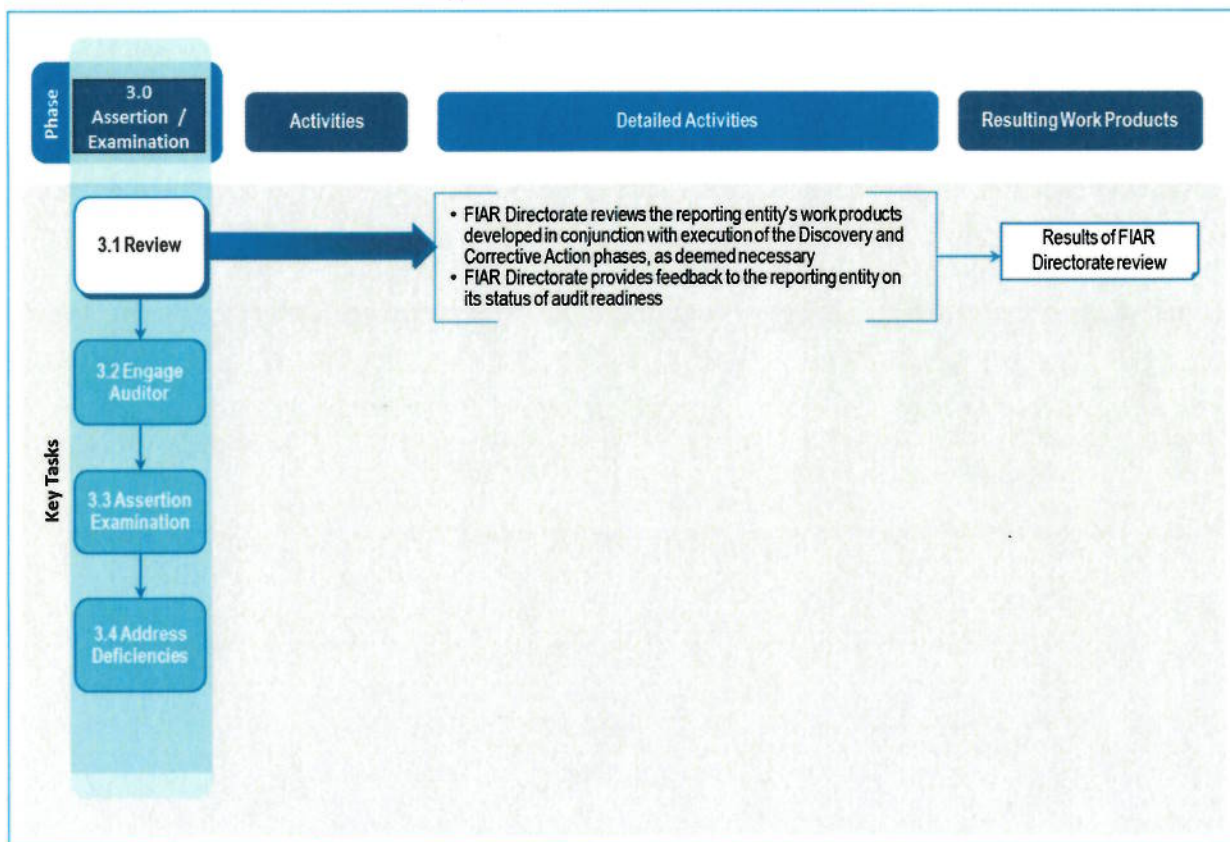 Phase
3.0
Assertion /
Examination
Activities
Detailed Activities
Resulting Work Products
Key Tasks
3.1 Review
• FIAR Directorate reviews the reporting entity's work products
developed in conjunction with execution of the Discovery and
Corrective Action phases, as deemed necessary
• FIAR Directorate provides feedback to the reporting entity on
its status of audit readiness
Results of FIAR
Directorate review
3.2 Engage
Auditor
3.3 Assertion
Examination
3.4 Address
Deficiencies